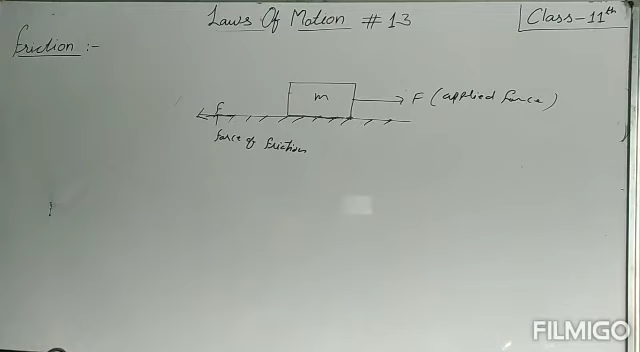 Laws Of Motion # 13
Class-11th
Friction :-
m
F (applied force)
f
force of friction
FILMIGO